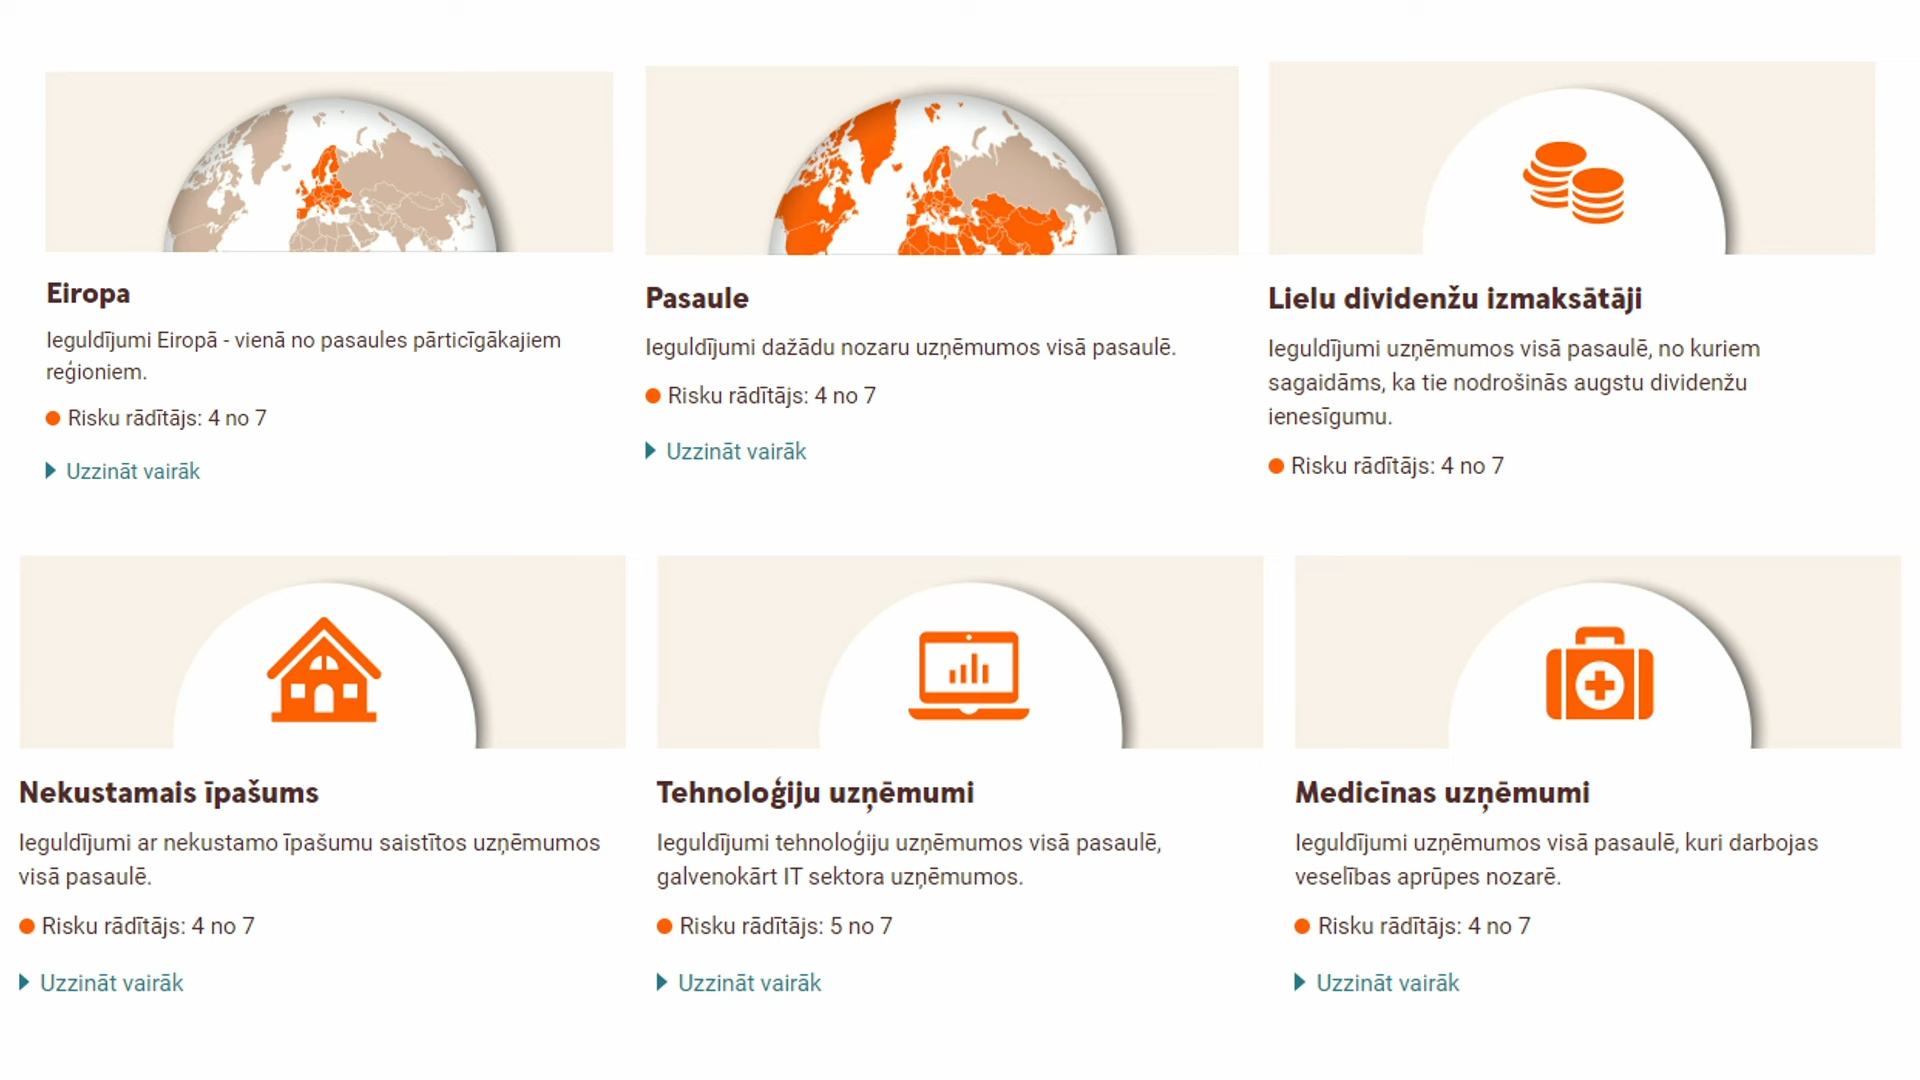 Eiropa
Ieguldījumi Eiropā - vienā no pasaules pārticīgākajiem
reģioniem.
Risku rādītājs: 4 no 7
Uzzināt vairāk
Pasaule
Ieguldījumi dažādu nozaru uzņēmumos visā pasaulē.
Risku rādītājs: 4 no 7
Uzzināt vairāk
Lielu dividenžu izmaksātāji
Ieguldījumi uzņēmumos visā pasaulē, no kuriem
sagaidāms, ka tie nodrošinās augstu dividenžu
ienesīgumu.
Risku rādītājs: 4 no 7
Nekustamais īpašums
Ieguldījumi ar nekustamo īpašumu saistītos uzņēmumos
visā pasaulē.
Risku rādītājs: 4 no 7
Uzzināt vairāk
Tehnoloģiju uzņēmumi
Ieguldījumi tehnoloģiju uzņēmumos visā pasaulē,
galvenokārt IT sektora uzņēmumos.
Risku rādītājs: 5 no 7
Uzzināt vairāk
Medicīnas uzņēmumi
Ieguldījumi uzņēmumos visā pasaulē, kuri darbojas
veselības aprūpes nozarē.
Risku rādītājs: 4 no 7
Uzzināt vairāk